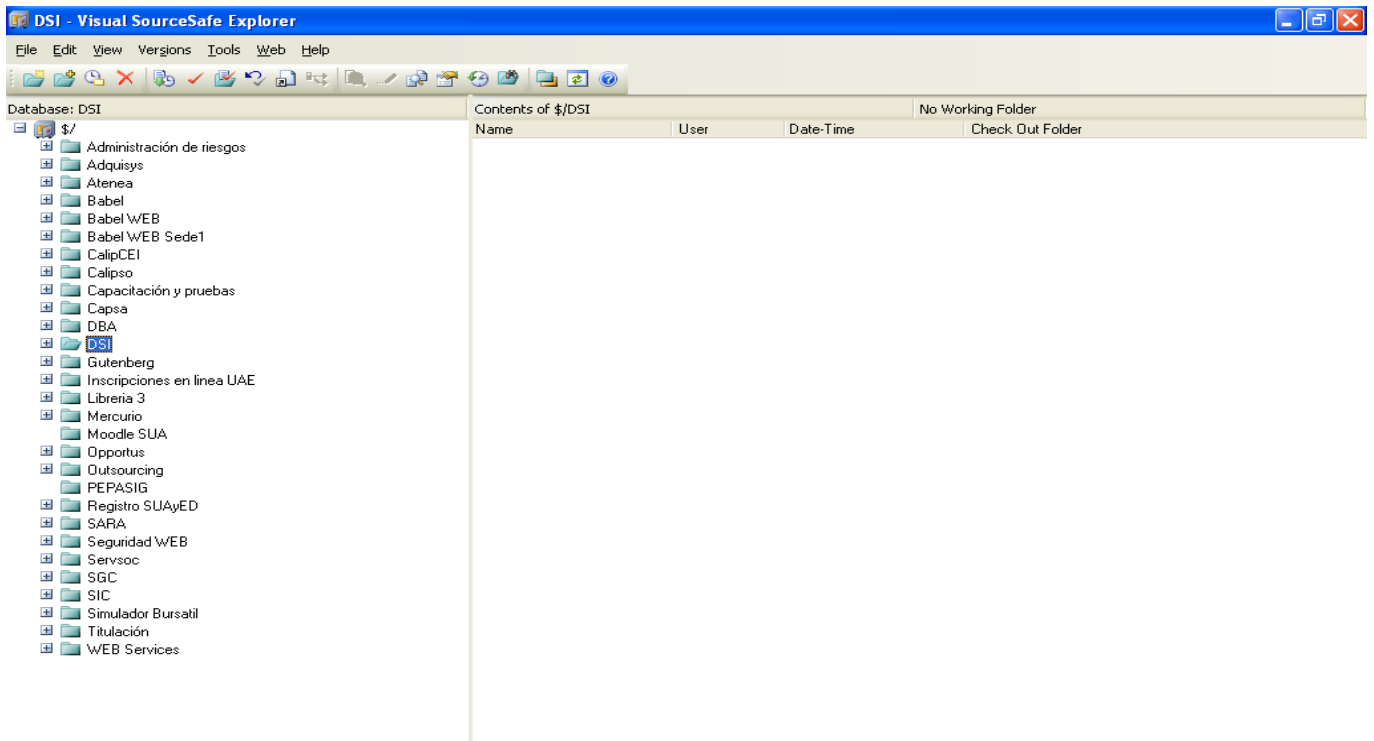 DSI - Visual SourceSafe Explorer
File Edit View Versions Tools Web Help
Database: DSI
Contents of $/DSI
No Working Folder
Name User Date-Time Check Out Folder
$/
Administración de riesgos
Adquisys
Atenea
Babel
Babel WEB
Babel WEB Sede1
CalipCEI
Calipso
Capacitación y pruebas
Capsa
DBA
DSI
Gutenberg
Inscripciones en linea UAE
Libreria 3
Mercurio
Moodle SUA
Opportus
Outsourcing
PEPASIG
Registro SUAyED
SARA
Seguridad WEB
Servsoc
SGC
SIC
Simulador Bursatil
Titulación
WEB Services